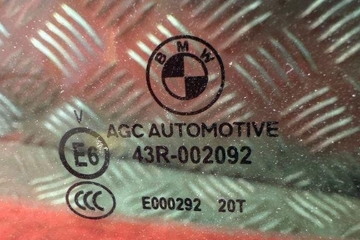 BMW
V
AGC AUTOMOTIVE
E6 43R-002092
CCC E000292 20T